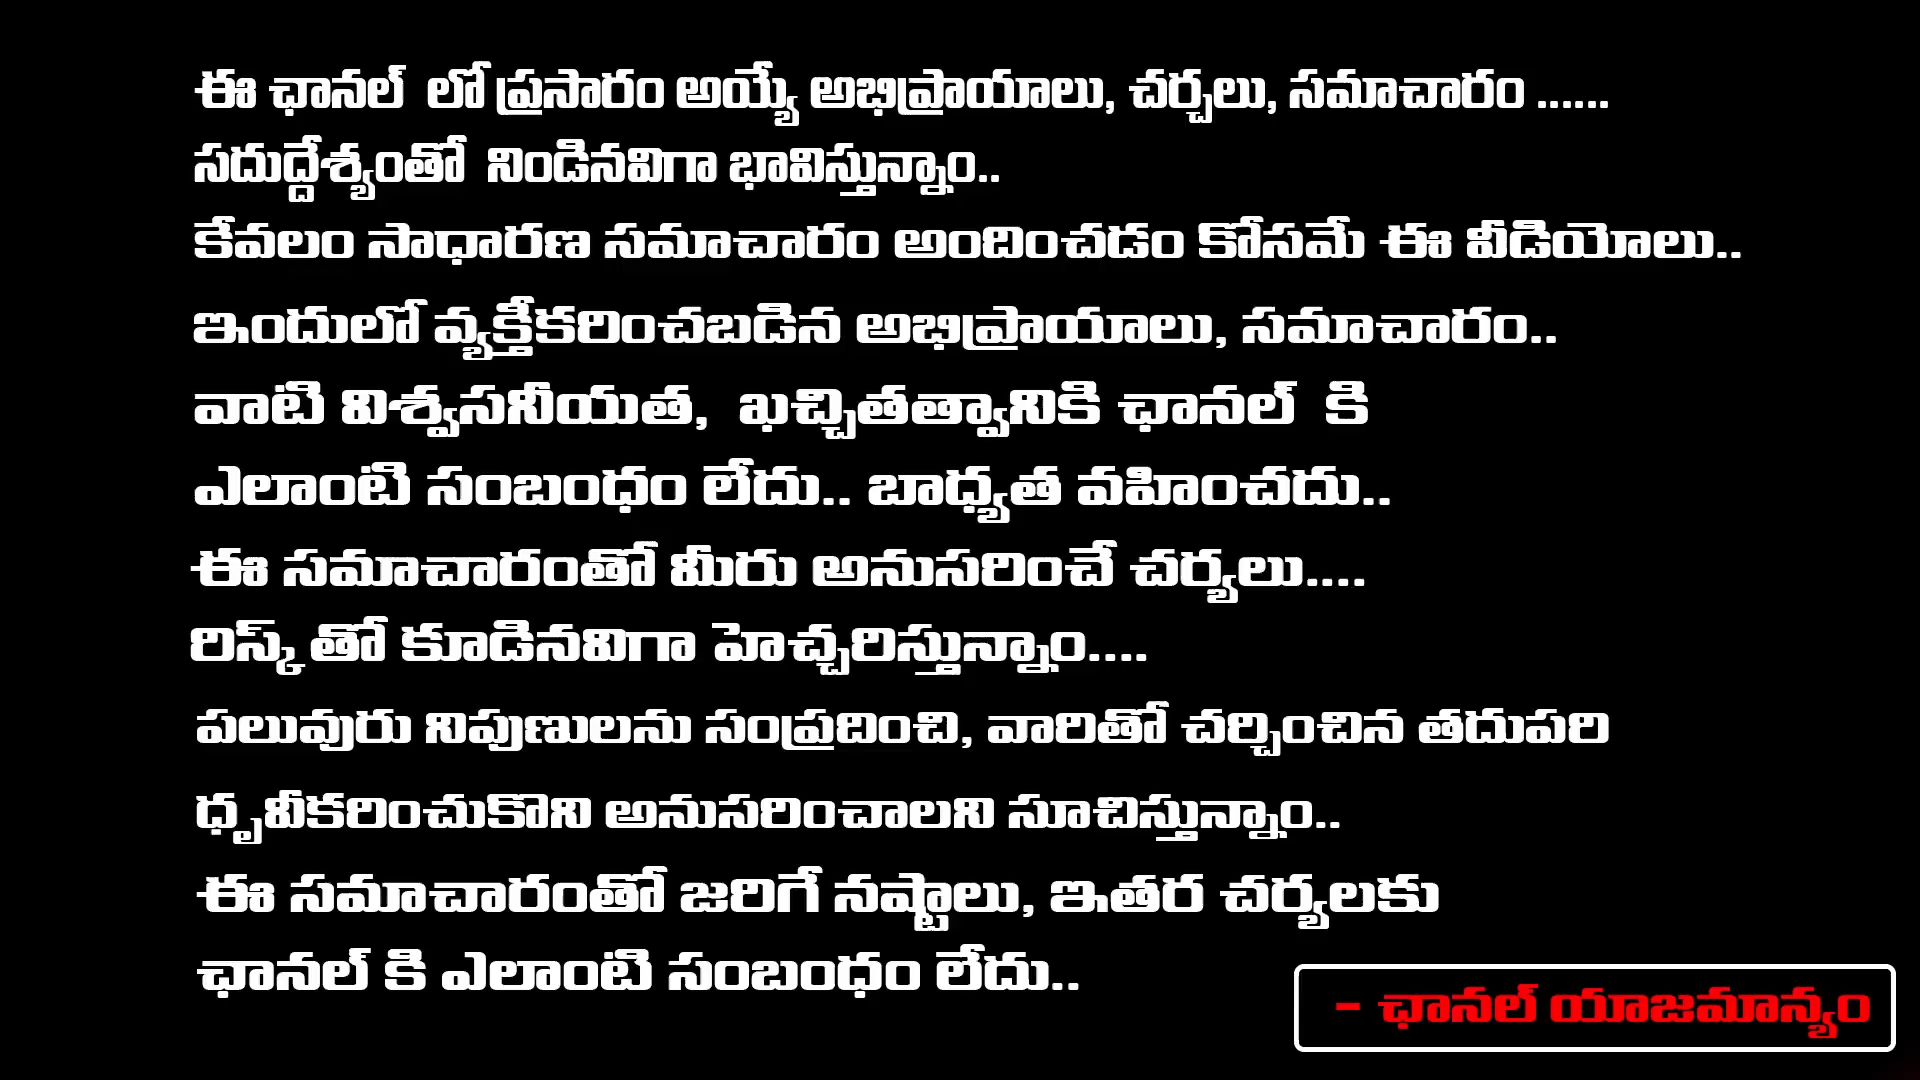 ఈ ఛానల్ లో ప్రసారం అయ్యే అభిప్రాయాలు, చర్చలు, సమాచారం ......
సదుద్దేశ్యంతో నిండినవిగా భావిస్తున్నాం..
కేవలం సాధారణ సమాచారం అందించడం కోసమే ఈ వీడియోలు..
ఇందులో వ్యక్తీకరించబడిన అభిప్రాయాలు, సమాచారం..
వాటి విశ్వసనీయత, ఖచ్చితత్వానికి ఛానల్ కి
ఎలాంటి సంబంధం లేదు.. బాధ్యత వహించదు..
ఈ సమాచారంతో మీరు అనుసరించే చర్యలు....
రిస్క్ తో కూడినవిగా హెచ్చరిస్తున్నాం....
పలువురు నిపుణులను సంప్రదించి, వారితో చర్చించిన తదుపరి
ధృవీకరించుకొని అనుసరించాలని సూచిస్తున్నాం..
ఈ సమాచారంతో జరిగే నష్టాలు, ఇతర చర్యలకు
ఛానల్ కి ఎలాంటి సంబంధం లేదు..
- ఛానల్ యాజమాన్యం